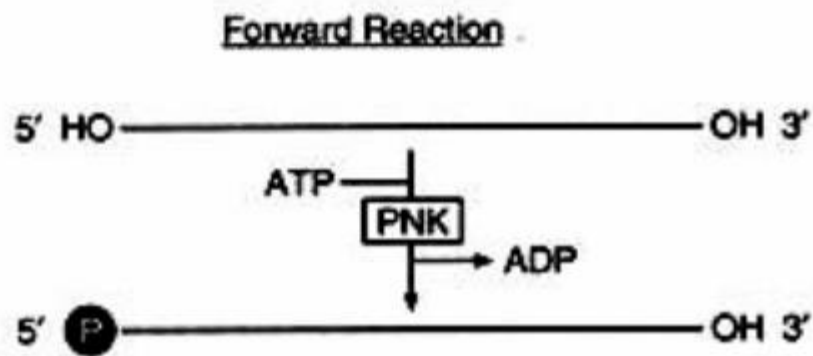 Forward Reaction
5′ HO OH 3′
ATP
PNK
ADP
5′ P OH 3′